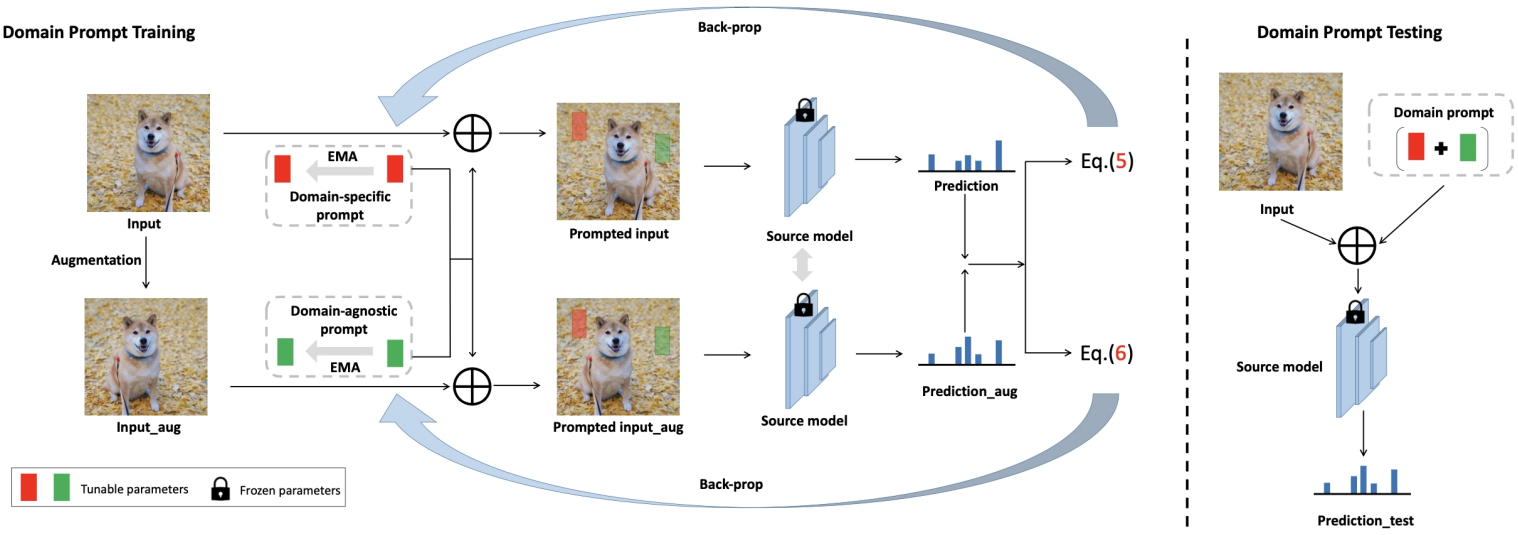 Domain Prompt Training
Back-prop
Domain Prompt Testing
Input
Augmentation
Input_aug
EMA
Domain-specific
prompt
Domain-agnostic
prompt
EMA
Prompted input
Prompted input_aug
Source model
Source model
Prediction
Prediction_aug
Eq.(5)
Eq.(6)
Back-prop
Tunable parameters
Frozen parameters
Domain prompt
Input
Source model
Prediction_test